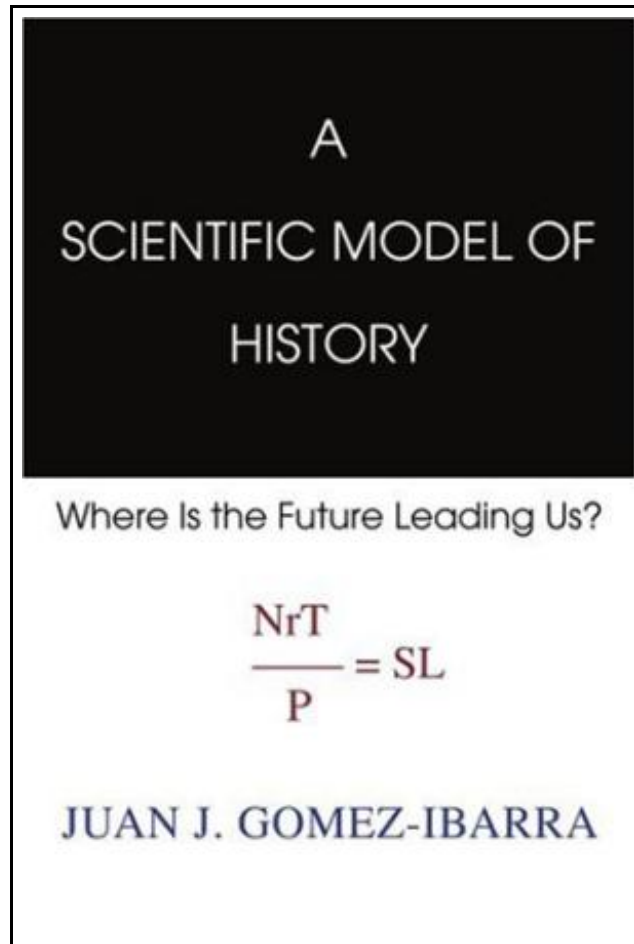 A
SCIENTIFIC MODEL OF
HISTORY
Where Is the Future Leading Us?
NrT
P
= SL
JUAN J. GOMEZ-IBARRA